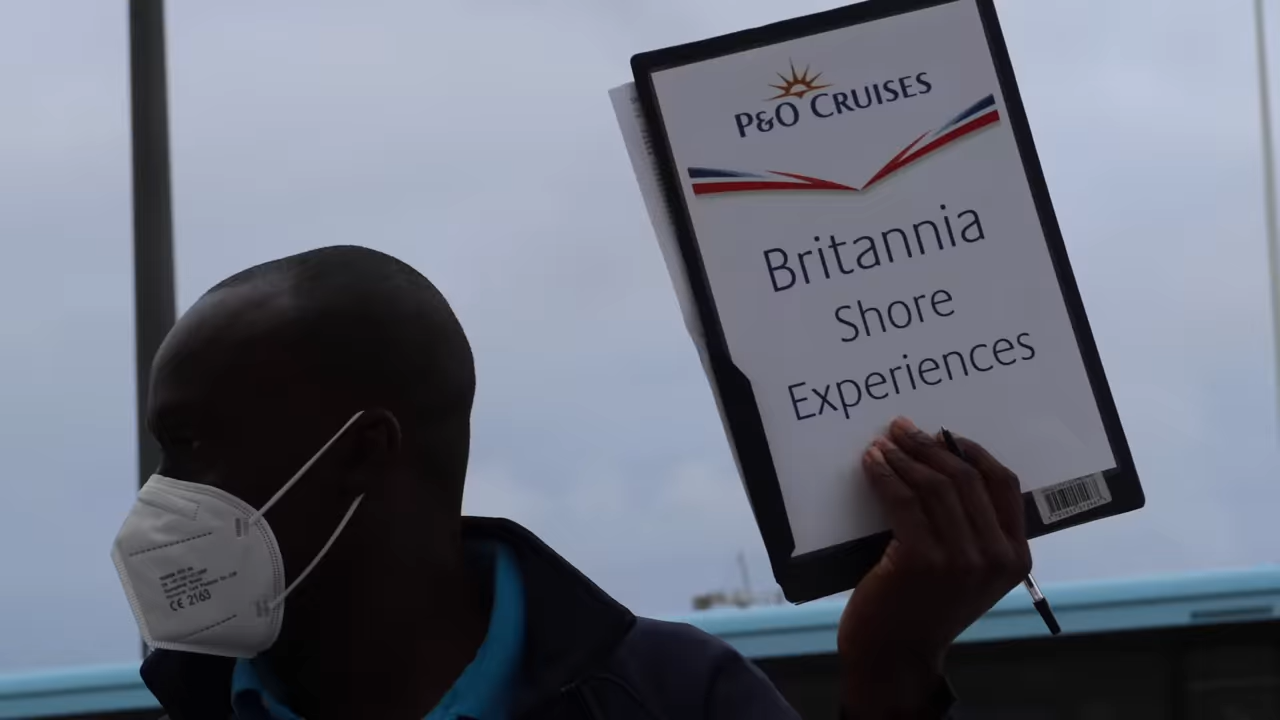 P&O CRUISES
Britannia
Shore
Experiences
CE 2163